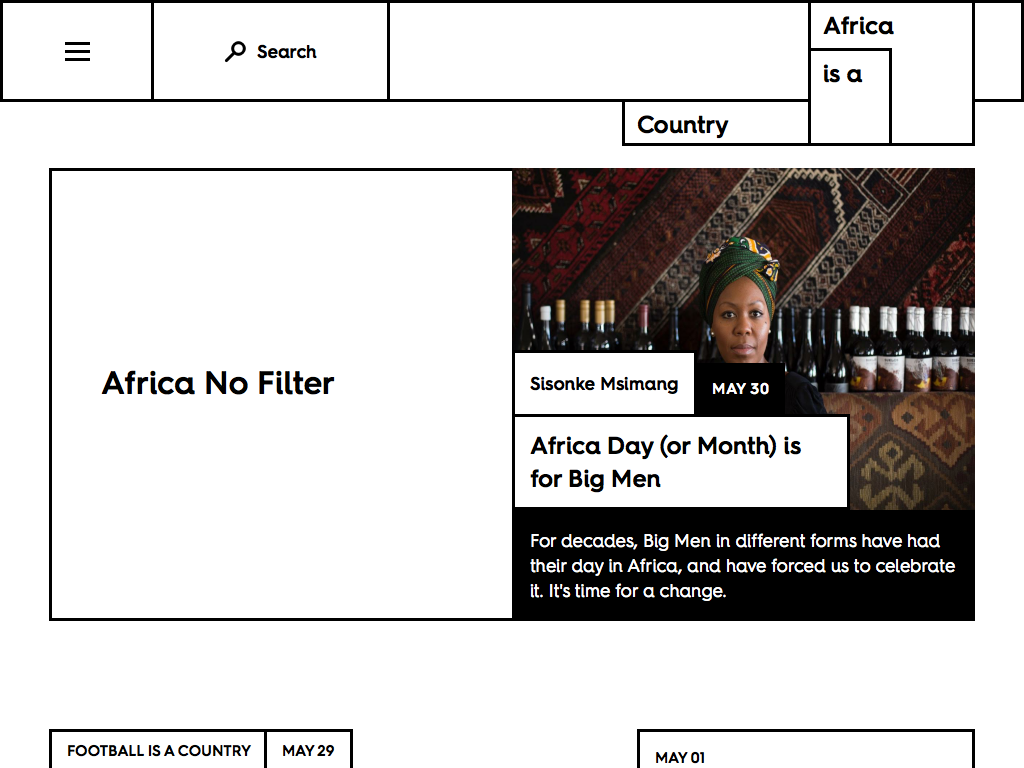 Search
Africa
is a
Country
Africa No Filter
Sisonke Msimang
MAY 30
Africa Day (or Month) is
for Big Men
For decades, Big Men in different forms have had
their day in Africa, and have forced us to celebrate
it. It's time for a change.
FOOTBALL IS A COUNTRY
MAY 29
MAY 01